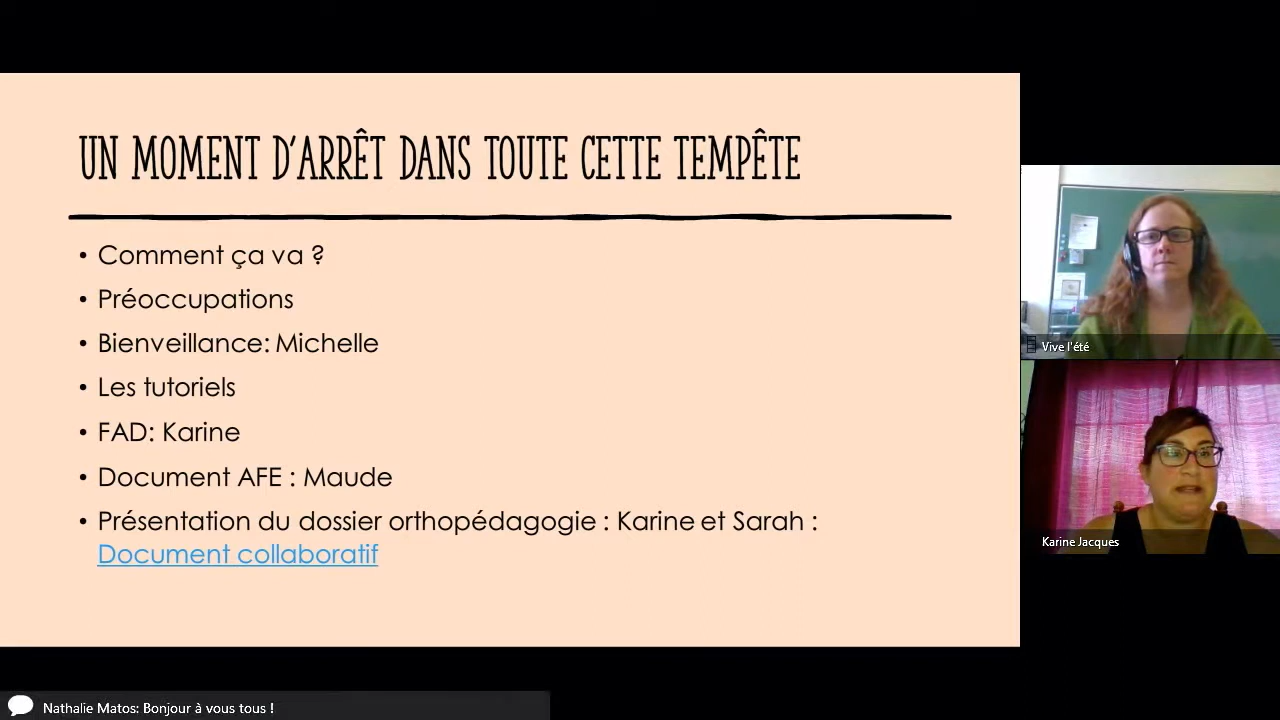 UN MOMENT D'ARRÊT DANS TOUTE CETTE TEMPÊTE
• Comment ça va ?
• Préoccupations
• Bienveillance: Michelle
• Les tutoriels
• FAD: Karine
• Document AFE : Maude
• Présentation du dossier orthopédagogie : Karine et Sarah :
Document collaboratif
Vive l'été
Karine Jacques
Nathalie Matos: Bonjour à vous tous !